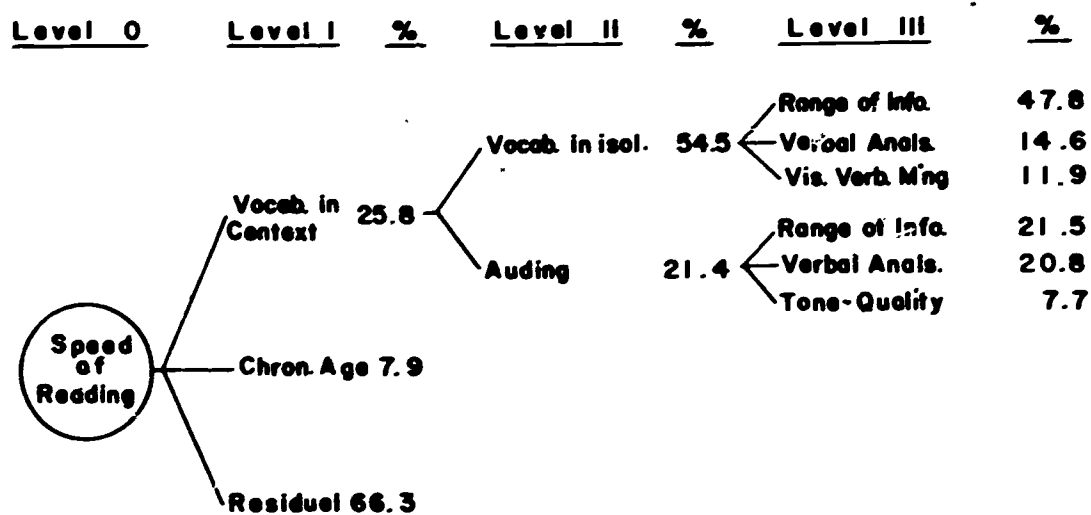 Level 0 Level I % Level II % Level III %
Range of Info. 47.8
Vocab. in isol. 54.5 Verbal Anals. 14.6
Vis. Verb. M'ng 11.9
Vocab. in 25.8
Context
Range of Info. 21.5
Auding 21.4 Verbal Anals. 20.8
Tone-Quality 7.7
Speed
of
Reading
Chron. Age 7.9
Residual 66.3